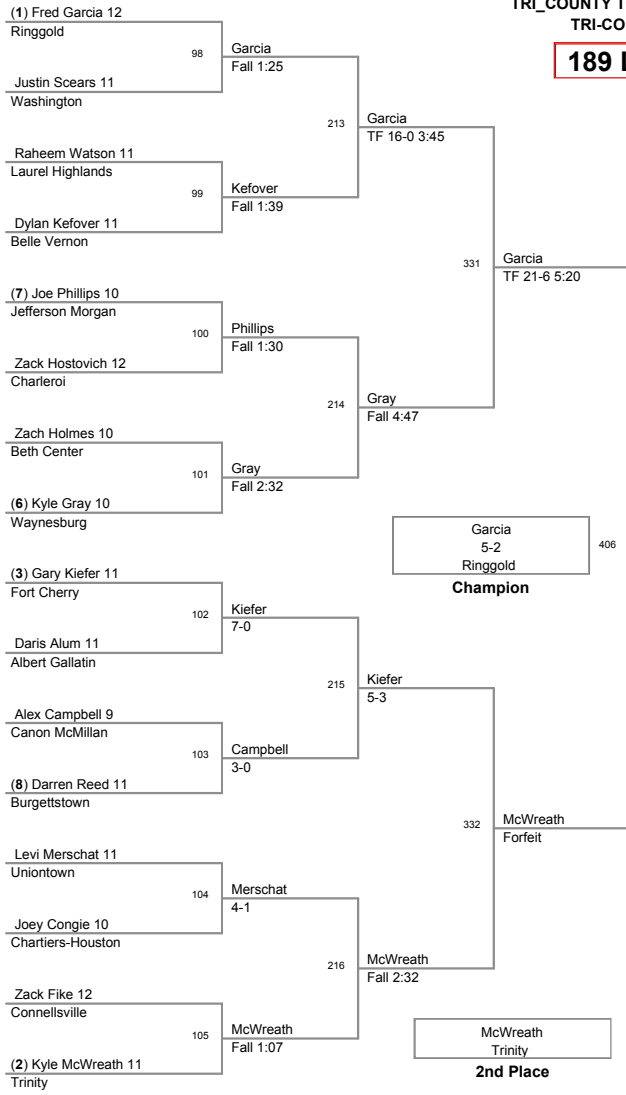 TRI_COUNTY T
TRI-CO
189 L
(1) Fred Garcia 12
Ringgold
98
Garcia
Fall 1:25
Justin Scears 11
Washington
213
Garcia
TF 16-0 3:45
Raheem Watson 11
Laurel Highlands
99
Kefover
Fall 1:39
Dylan Kefover 11
Belle Vernon
331
Garcia
TF 21-6 5:20
(7) Joe Phillips 10
Jefferson Morgan
100
Phillips
Fall 1:30
Zack Hostovich 12
Charleroi
214
Gray
Fall 4:47
Zach Holmes 10
Beth Center
101
Gray
Fall 2:32
(6) Kyle Gray 10
Waynesburg
Garcia
5-2
Ringgold
406
Champion
(3) Gary Kiefer 11
Fort Cherry
102
Kiefer
7-0
Daris Alum 11
Albert Gallatin
215
Kiefer
5-3
Alex Campbell 9
Canon McMillan
103
Campbell
3-0
(8) Darren Reed 11
Burgettstown
332
McWreath
Forfeit
Levi Merschat 11
Uniontown
104
Merschat
4-1
Joey Congie 10
Chartiers-Houston
216
McWreath
Fall 2:32
Zack Fike 12
Connellsville
105
McWreath
Fall 1:07
(2) Kyle McWreath 11
Trinity
McWreath
Trinity
2nd Place